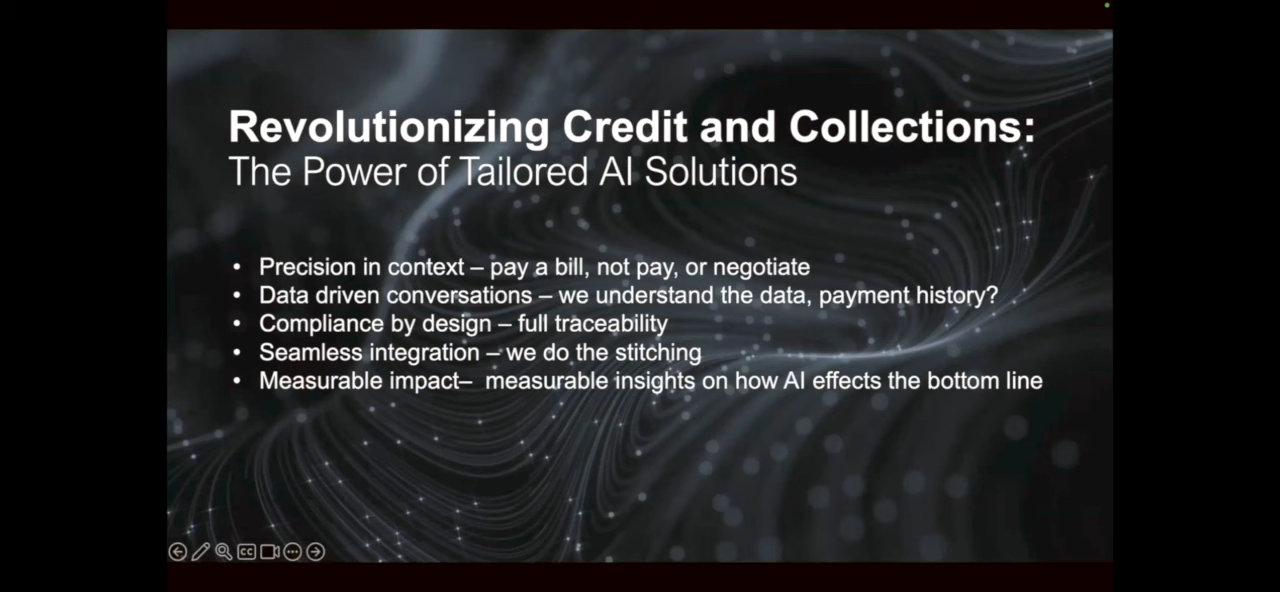 Revolutionizing Credit and Collections:
The Power of Tailored AI Solutions
• Precision in context – pay a bill, not pay, or negotiate
• Data driven conversations – we understand the data, payment history?
• Compliance by design – full traceability
• Seamless integration – we do the stitching
• Measurable impact–  measurable insights on how AI effects the bottom line
CC